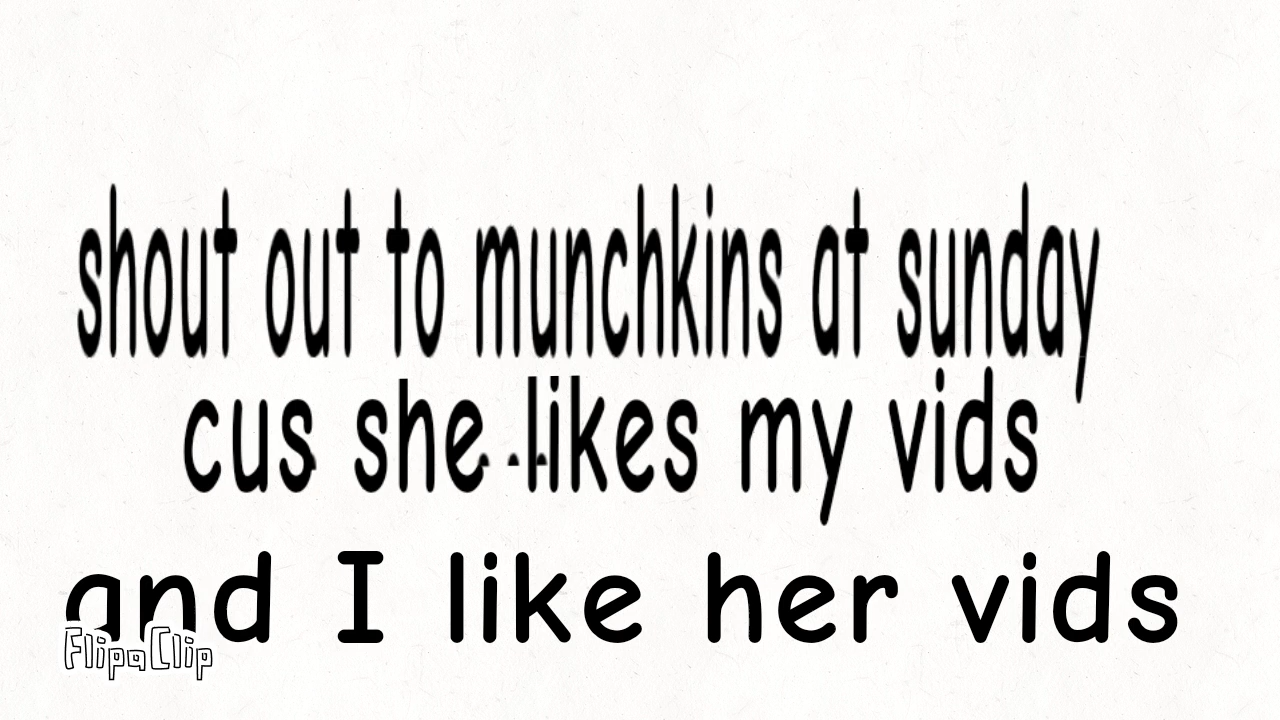 shout out to munchkins at sunday
cus she likes my vids
and I like her vids
FlipaClip